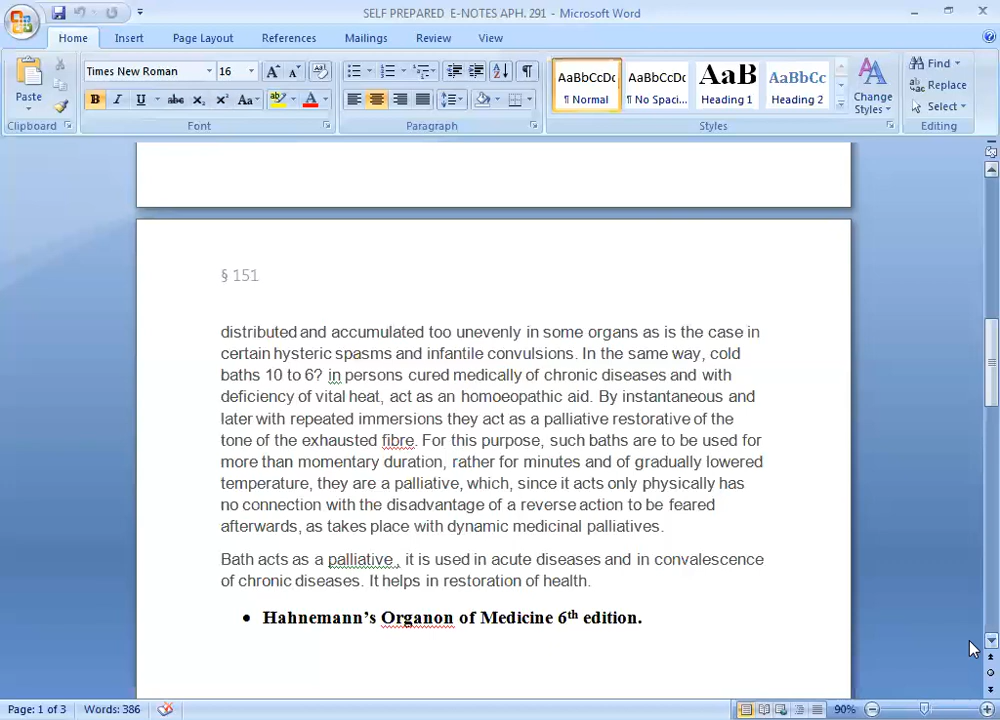 SELF PREPARED E-NOTES APH. 291 - Microsoft Word
Home Insert Page Layout References Mailings Review View
Times New Roman 16
Paste
B I U abe X₂ X² Aa ab A
AaBbCcDc AaBbCcDc AaB AaBbCc
¶ Normal ¶ No Spaci... Heading 1 Heading 2
Change Styles
Find
Replace
Select
Clipboard Font Paragraph Styles Editing
§ 151
distributed and accumulated too unevenly in some organs as is the case in
certain hysteric spasms and infantile convulsions. In the same way, cold
baths 10 to 6? in persons cured medically of chronic diseases and with
deficiency of vital heat, act as an homoeopathic aid. By instantaneous and
later with repeated immersions they act as a palliative restorative of the
tone of the exhausted fibre. For this purpose, such baths are to be used for
more than momentary duration, rather for minutes and of gradually lowered
temperature, they are a palliative, which, since it acts only physically has
no connection with the disadvantage of a reverse action to be feared
afterwards, as takes place with dynamic medicinal palliatives.
Bath acts as a palliative , it is used in acute diseases and in convalescence
of chronic diseases. It helps in restoration of health.
• Hahnemann's Organon of Medicine 6th edition.
Page: 1 of 3 Words: 386 90%